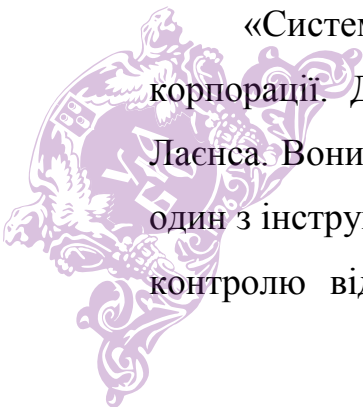 «Систем
корпорації. Д
Лаєнса. Вони
один з інстру
контролю від